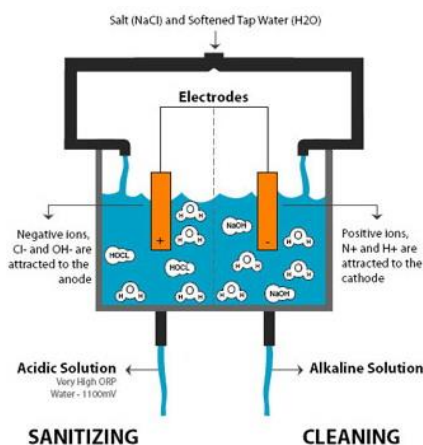 Salt (NaCl) and Softened Tap Water (H2O)
Electrodes
Negative ions,
Cl- and OH- are
attracted to the
anode
Positive ions,
N+ and H+ are
attracted to the
cathode
+
-
O
H H
NaOH
O
H H
HOCL
HOCL
O
H H
O
H H
O
H H
O
H H
O
H H
NaOH
O
H H
Acidic Solution
Very High ORP
Water - 1100mV
Alkaline Solution
SANITIZING
CLEANING